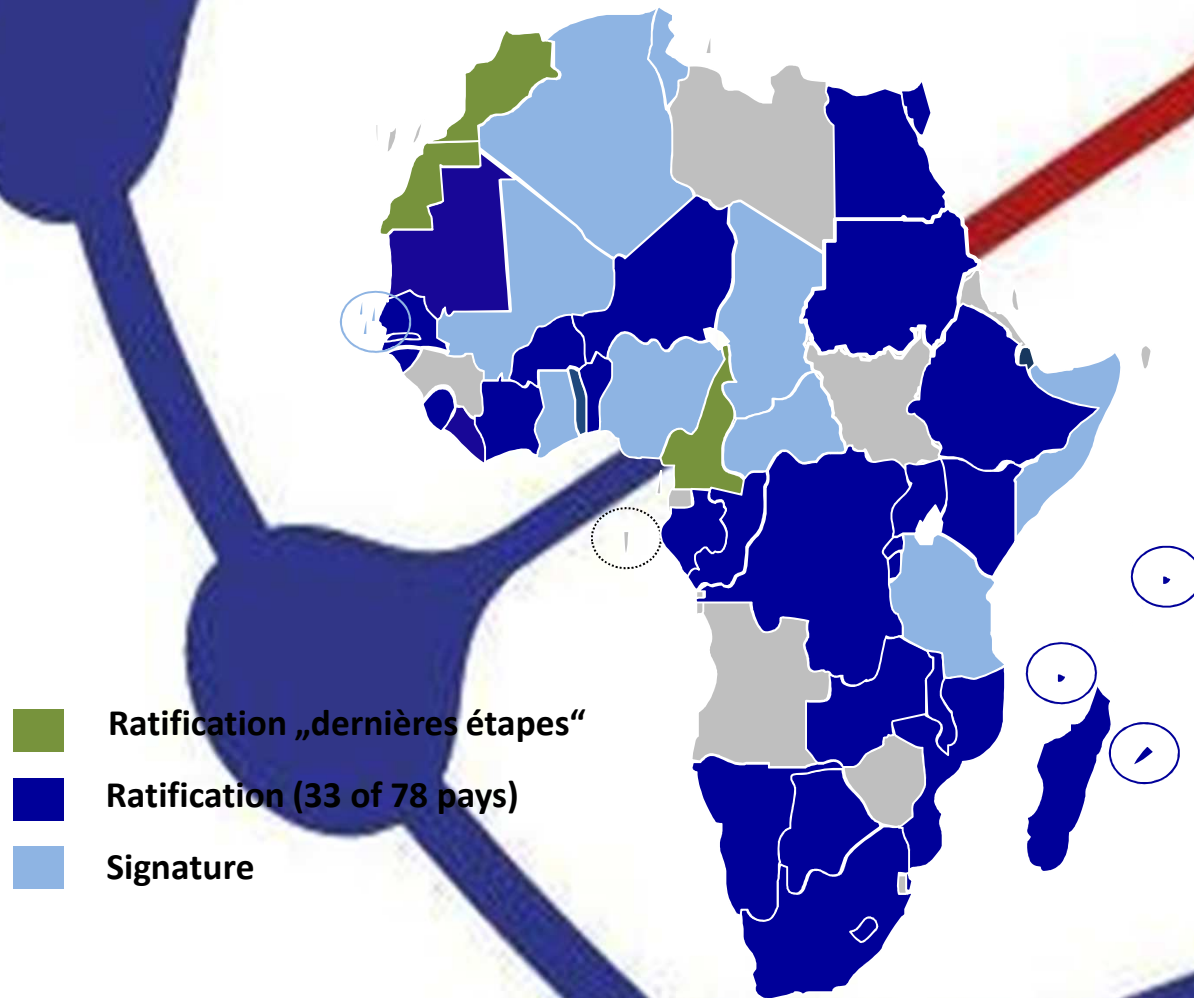 Ratification „dernières étapes“
Ratification (33 of 78 pays)
Signature